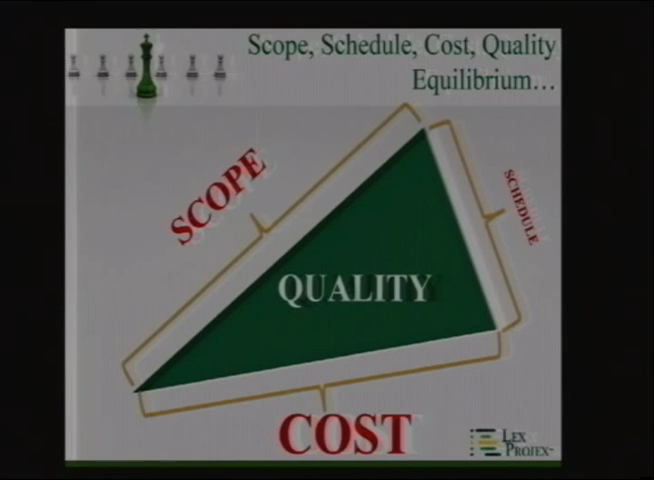 Scope, Schedule, Cost, Quality
Equilibrium…
SCOPE
SCHEDULE
QUALITY
COST
LEX
PROJEX